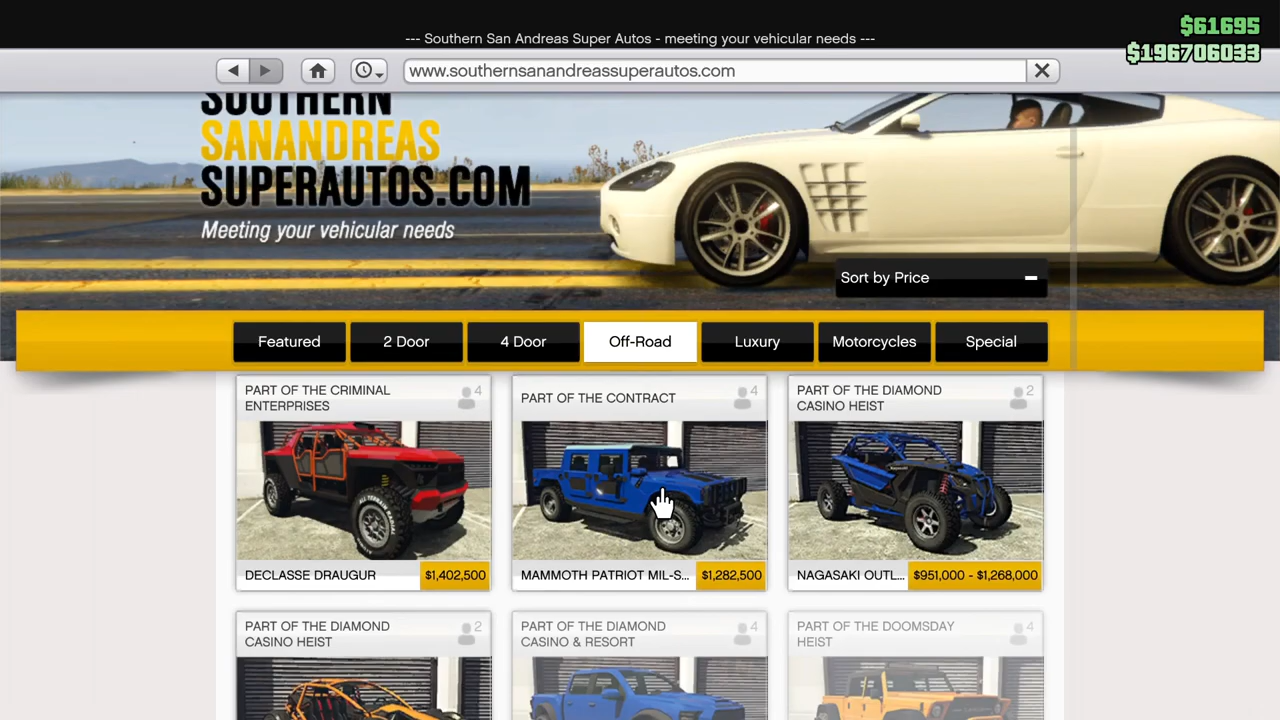 $61695
--- Southern San Andreas Super Autos - meeting your vehicular needs ---
$196706033
www.southernsanandreassuperautos.com
SOUTHERN
SANANDREAS
SUPERAUTOS.COM
Meeting your vehicular needs
Sort by Price
Featured
2 Door
4 Door
Off-Road
Luxury
Motorcycles
Special
PART OF THE CRIMINAL
ENTERPRISES
4
PART OF THE CONTRACT
4
PART OF THE DIAMOND
CASINO HEIST
2
DECLASSE DRAUGUR
$1,402,500
MAMMOTH PATRIOT MIL-S...
$1,282,500
NAGASAKI OUTL...
$951,000 - $1,268,000
PART OF THE DIAMOND
CASINO HEIST
2
PART OF THE DIAMOND
CASINO & RESORT
4
PART OF THE DOOMSDAY
HEIST
4